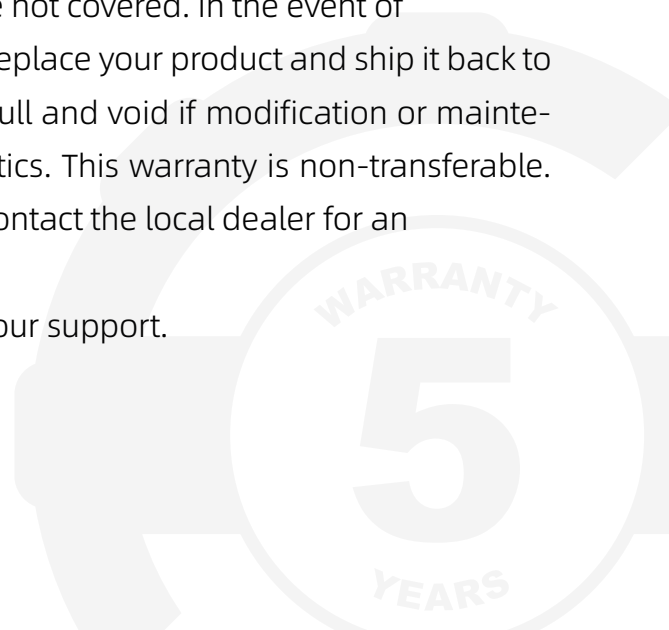 not covered. In the event of
eplace your product and ship it back to
ull and void if modification or mainte-
tics. This warranty is non-transferable.
ontact the local dealer for an
our support.
WARRANTY
5
YEARS